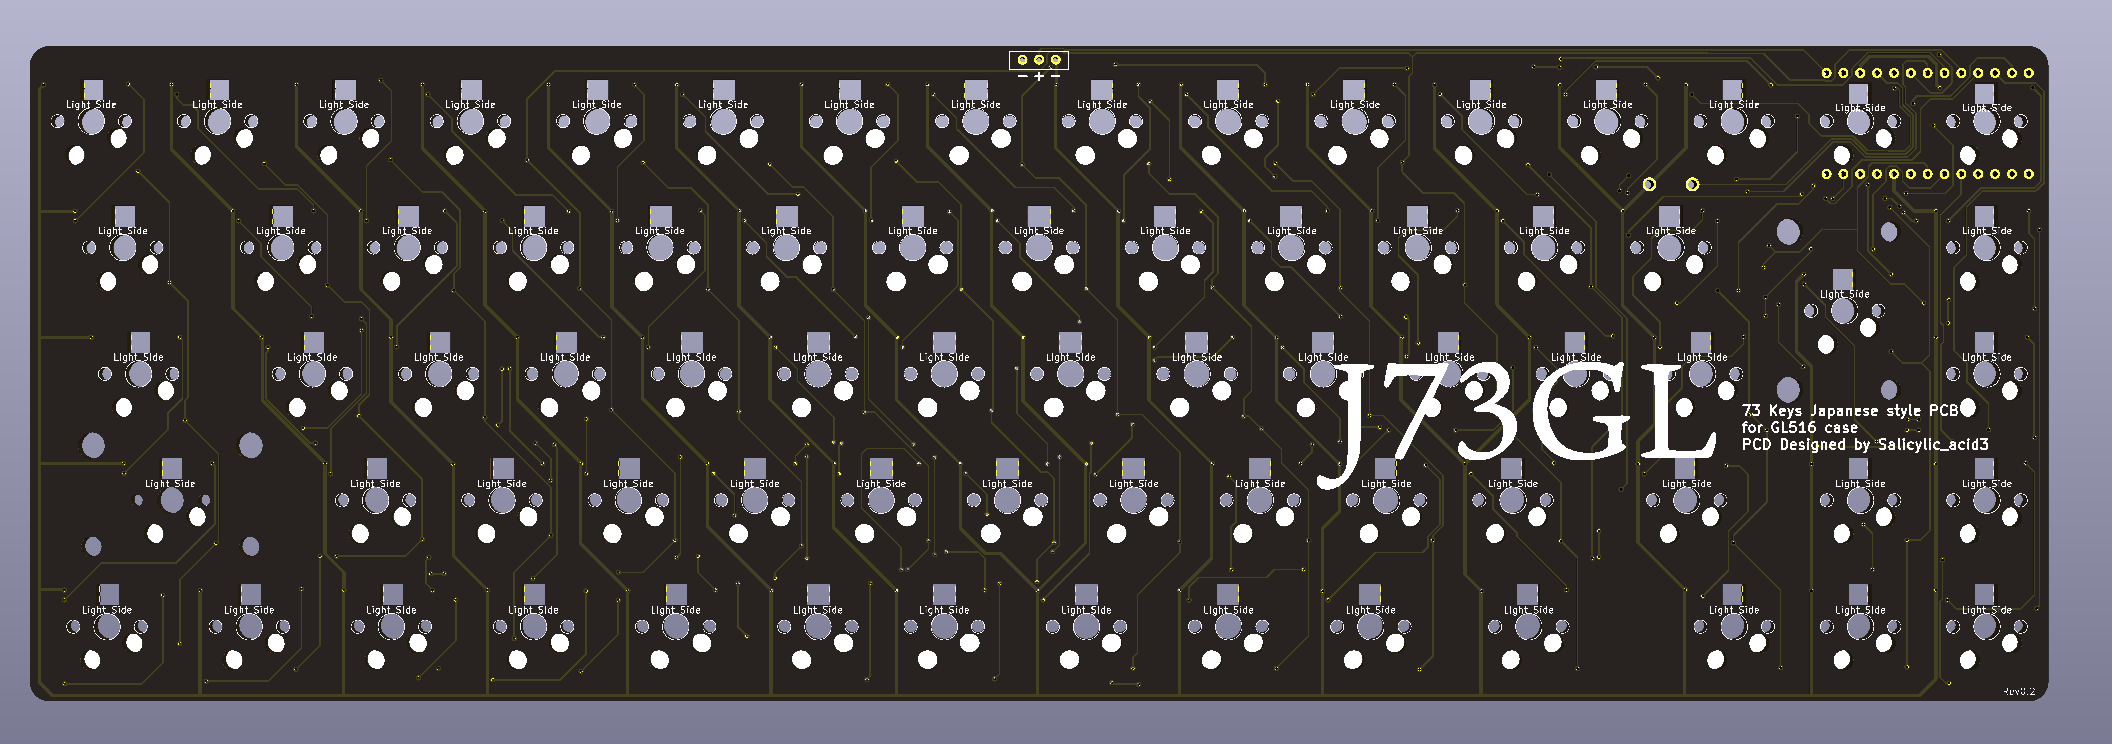 − + −
Light Side Light Side Light Side Light Side Light Side Light Side Light Side Light Side Light Side Light Side Light Side Light Side Light Side Light Side Light Side Light Side
Light Side Light Side Light Side Light Side Light Side Light Side Light Side Light Side Light Side Light Side Light Side Light Side Light Side Light Side
Light Side
Light Side Light Side Light Side Light Side Light Side Light Side Light Side Light Side Light Side Light Side Light Side Light Side Light Side Light Side
J73GL
73 Keys Japanese style PCB
for GL516 case
PCD Designed by Salicylic_acid3
Light Side Light Side Light Side Light Side Light Side Light Side Light Side Light Side Light Side Light Side Light Side Light Side Light Side Light Side
Light Side Light Side Light Side Light Side Light Side Light Side Light Side Light Side Light Side Light Side Light Side Light Side Light Side Light Side
Rev0.2